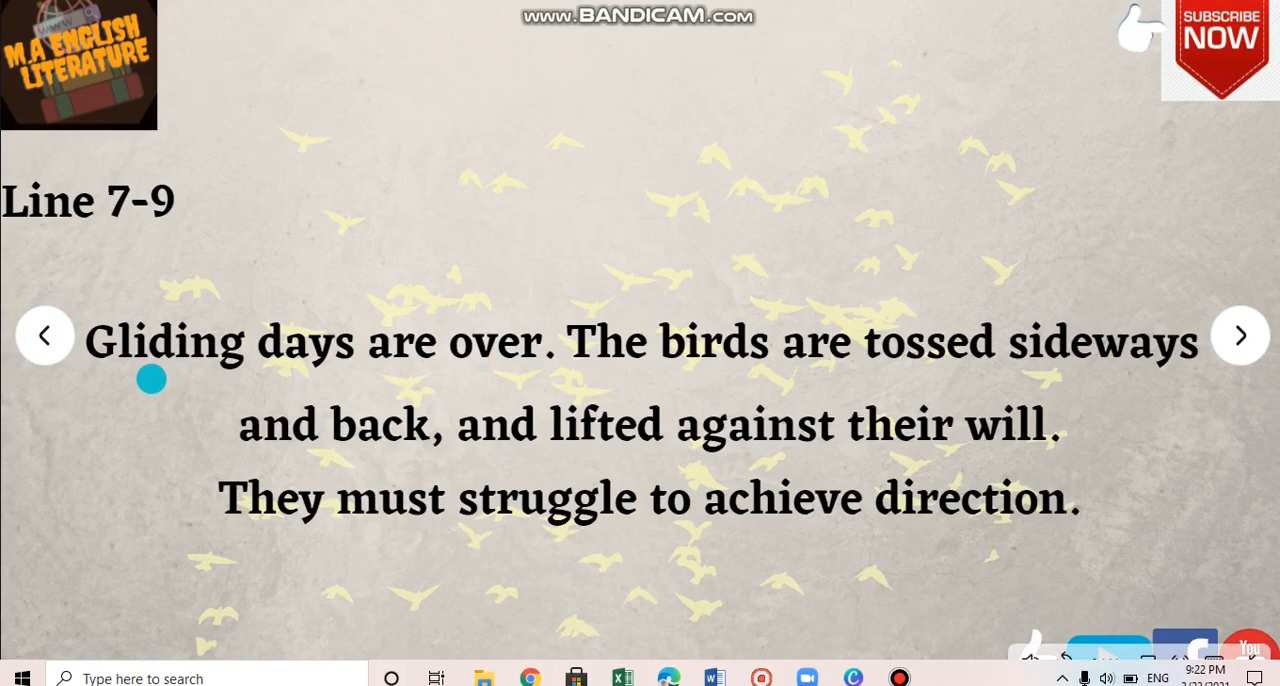 www.BANDICAM.com
M.A ENGLISH
LITERATURE
SUBSCRIBE
NOW
Line 7-9
Gliding days are over. The birds are tossed sideways
and back, and lifted against their will.
They must struggle to achieve direction.
You
Type here to search
ENG
9:22 PM